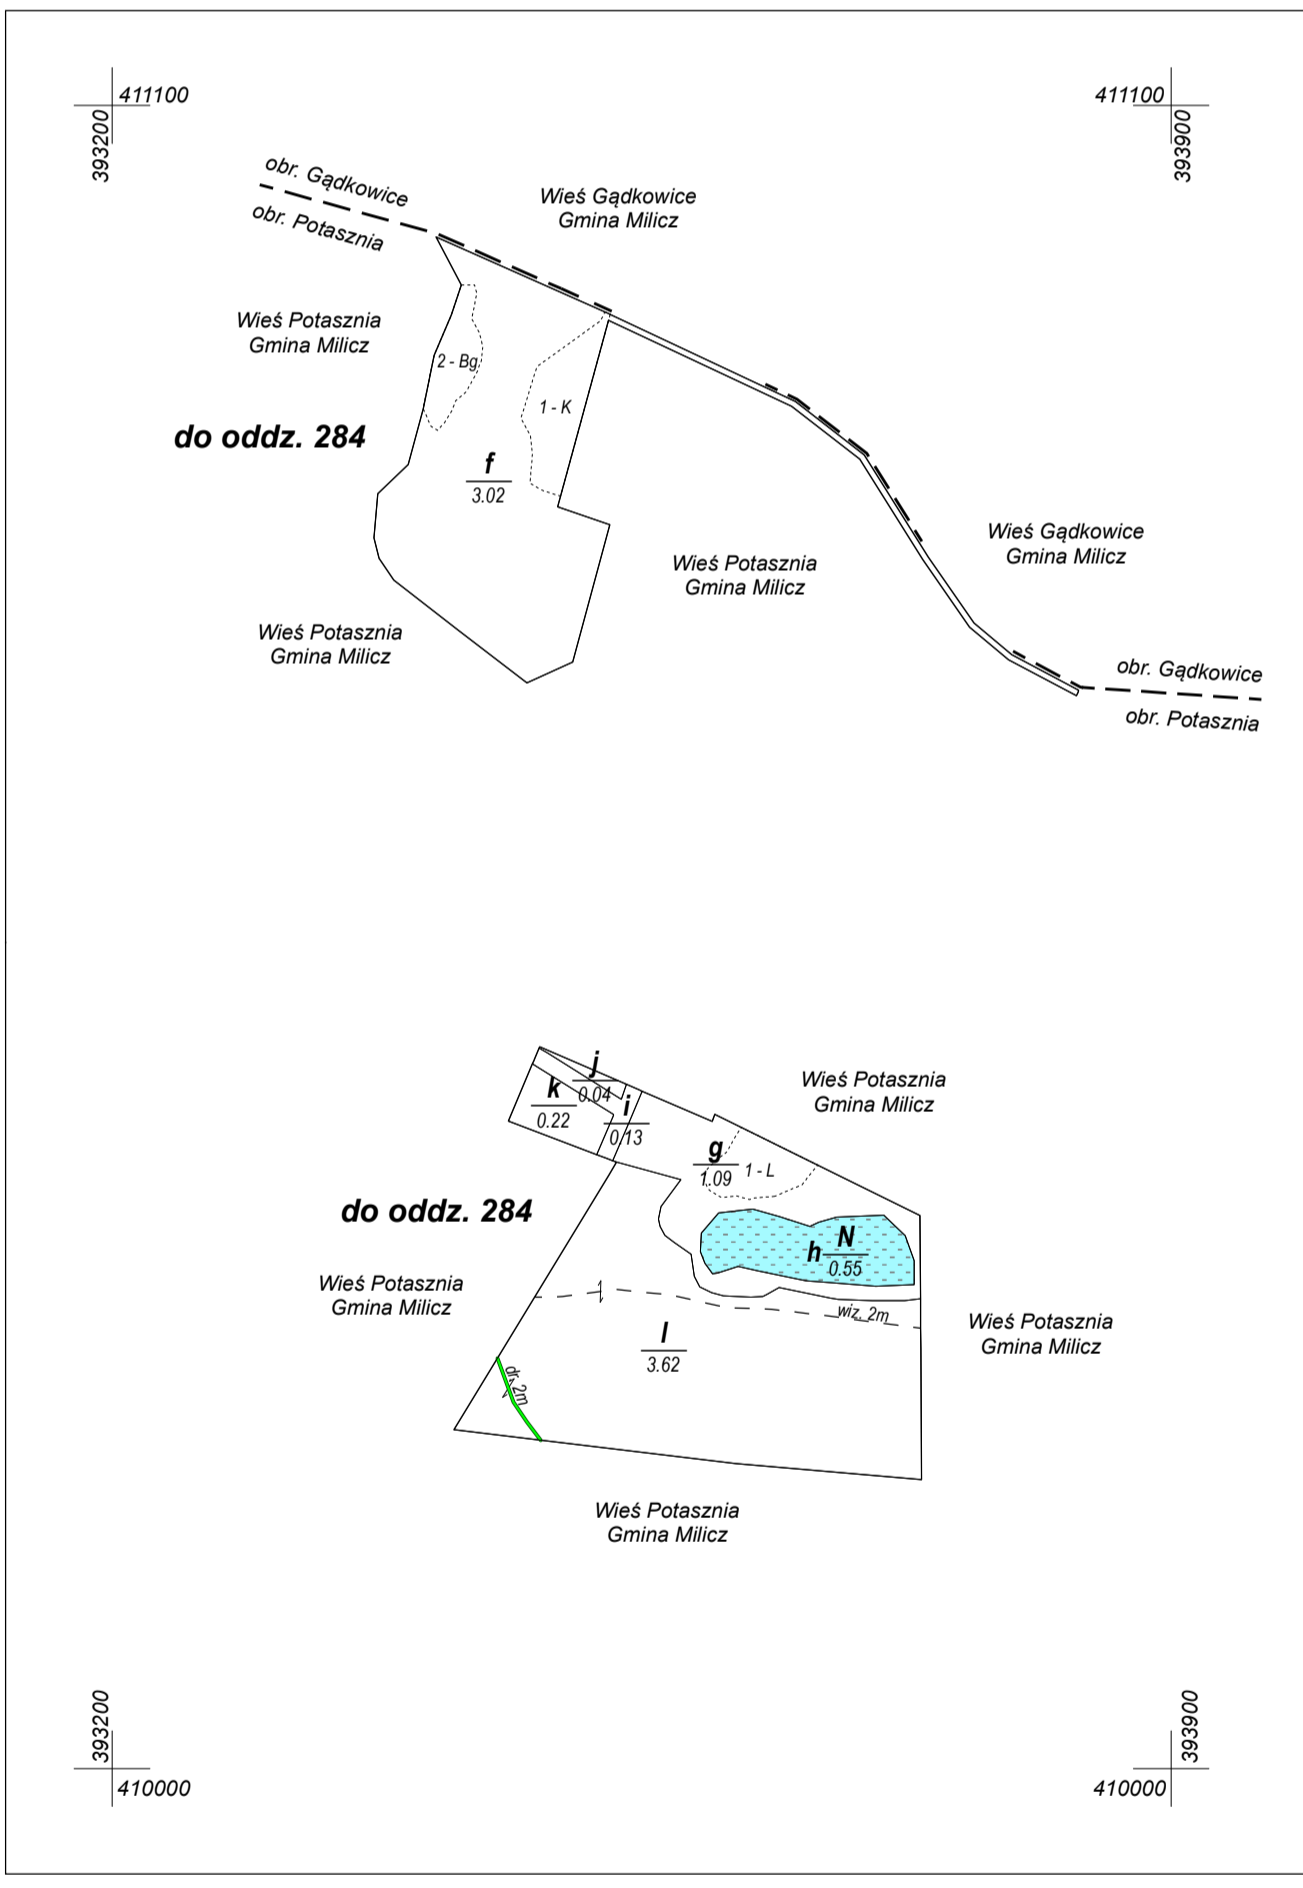 411100
393200
411100
393900
obr. Gądkowice
obr. Potasznia
Wieś Gądkowice
Gmina Milicz
Wieś Potasznia
Gmina Milicz
2 - Bg
1 - K
do oddz. 284
f
3.02
Wieś Gądkowice
Gmina Milicz
Wieś Potasznia
Gmina Milicz
Wieś Potasznia
Gmina Milicz
obr. Gądkowice
obr. Potasznia
j
0.04
k
0.22
i
0.13
Wieś Potasznia
Gmina Milicz
g
1.09
1 - L
do oddz. 284
h
N
0.55
Wieś Potasznia
Gmina Milicz
wiz. 2m
Wieś Potasznia
Gmina Milicz
l
3.62
dr. 2m
Wieś Potasznia
Gmina Milicz
393200
410000
393900
410000